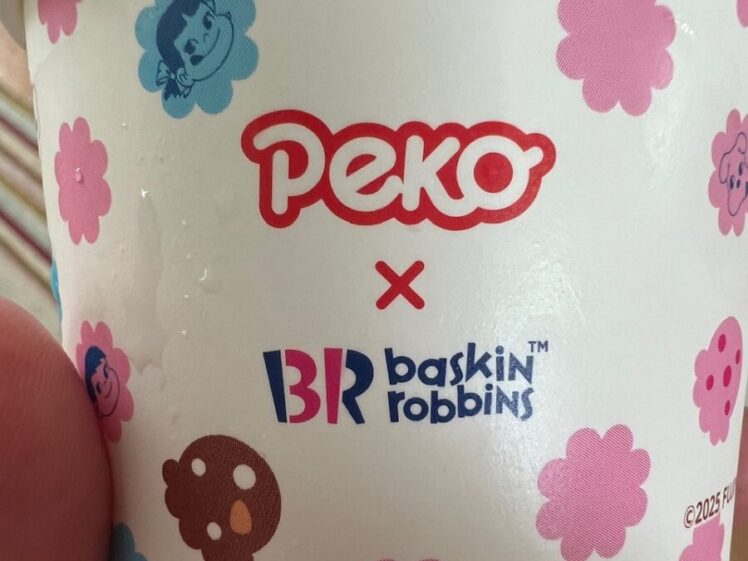 Peko
×
BR baskin™
robbins
©2025